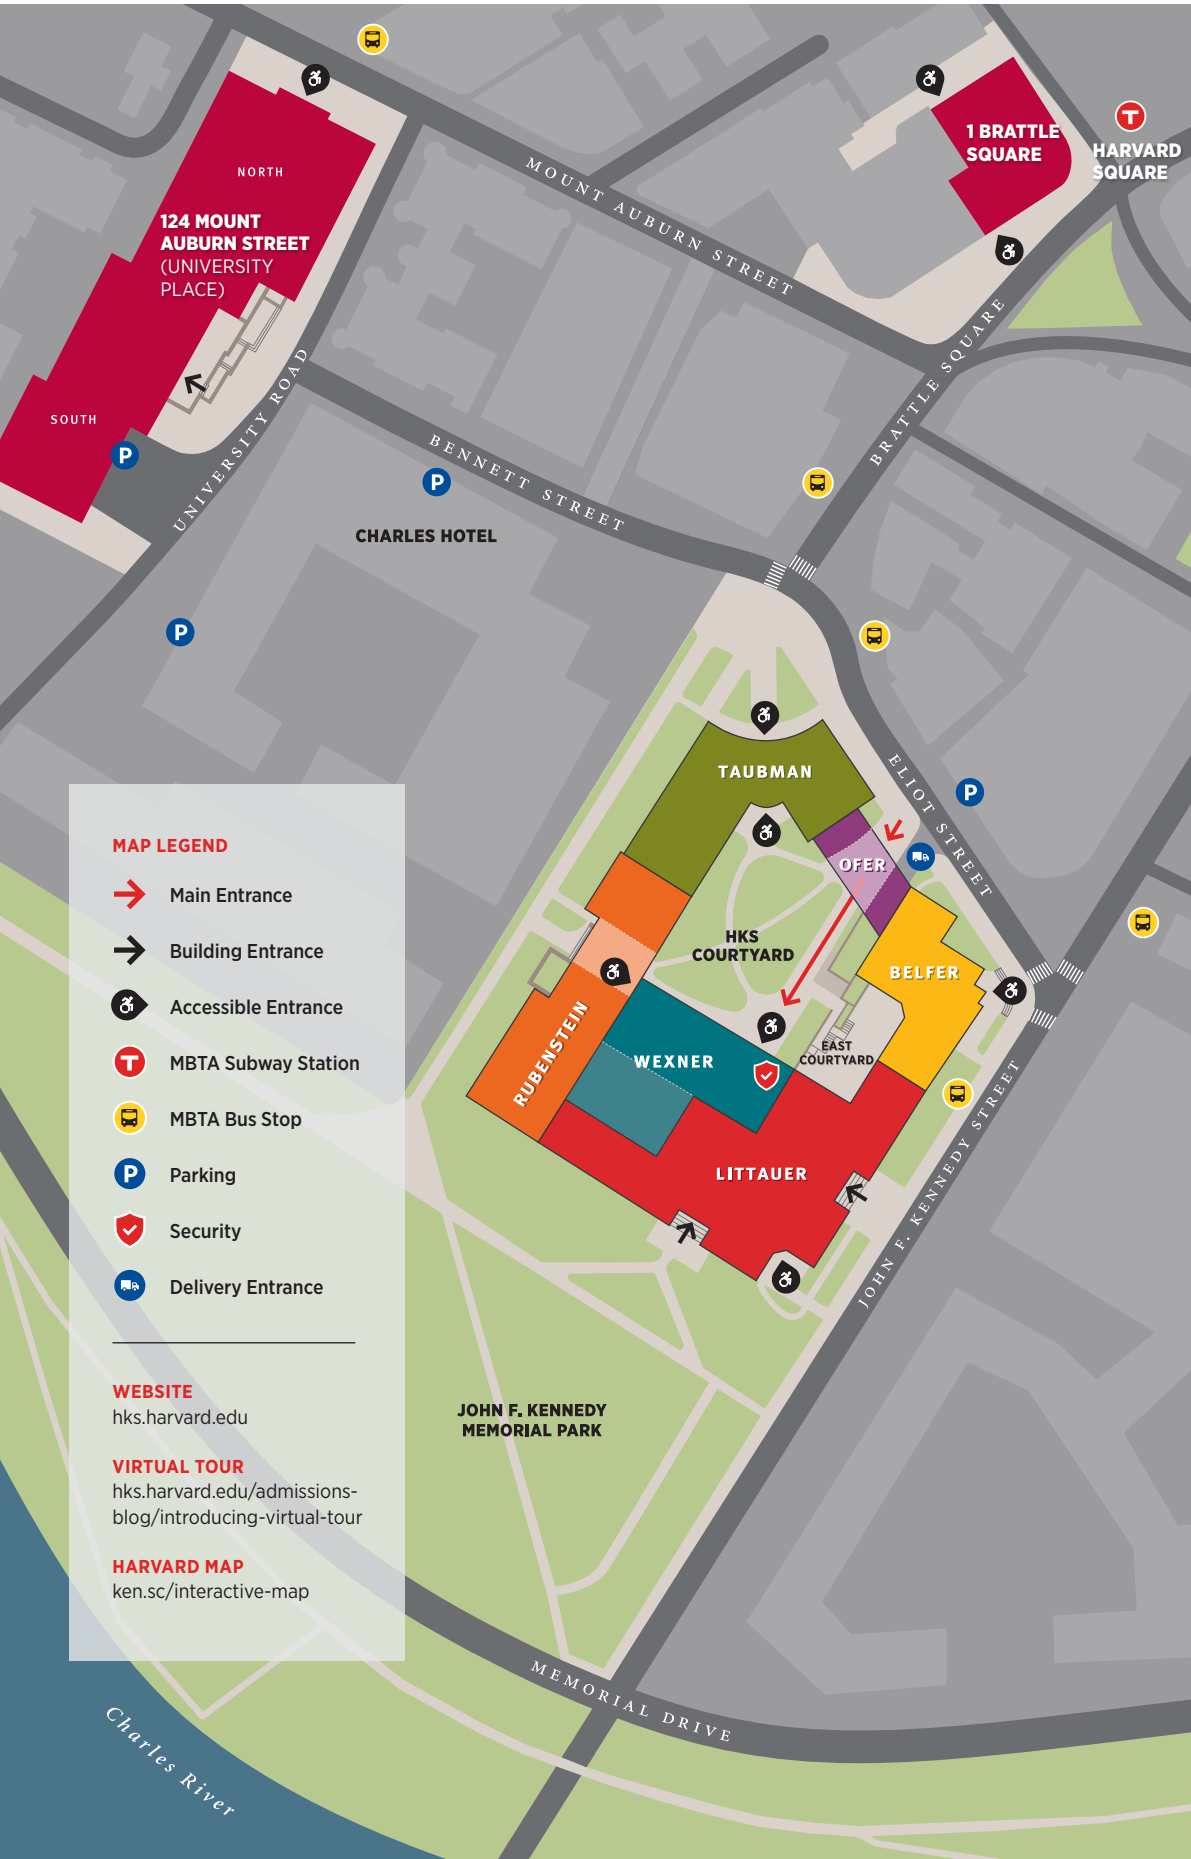 MOUNT AUBURN STREET
1 BRATTLE
SQUARE
T
HARVARD
SQUARE
NORTH
124 MOUNT
AUBURN STREET
(UNIVERSITY
PLACE)
SOUTH
P
UNIVERSITY ROAD
BRATTLE SQUARE
BENNETT STREET
P
CHARLES HOTEL
P
TAUBMAN
ELIOT STREET
P
OFER
HKS
COURTYARD
BELFER
RUBENSTEIN
WEXNER
EAST
COURTYARD
LITTAUER
JOHN F. KENNEDY STREET
JOHN F. KENNEDY
MEMORIAL PARK
MEMORIAL DRIVE
Charles River
MAP LEGEND
Main Entrance
Building Entrance
Accessible Entrance
T MBTA Subway Station
MBTA Bus Stop
P Parking
Security
Delivery Entrance
WEBSITE
hks.harvard.edu
VIRTUAL TOUR
hks.harvard.edu/admissions-
blog/introducing-virtual-tour
HARVARD MAP
ken.sc/interactive-map